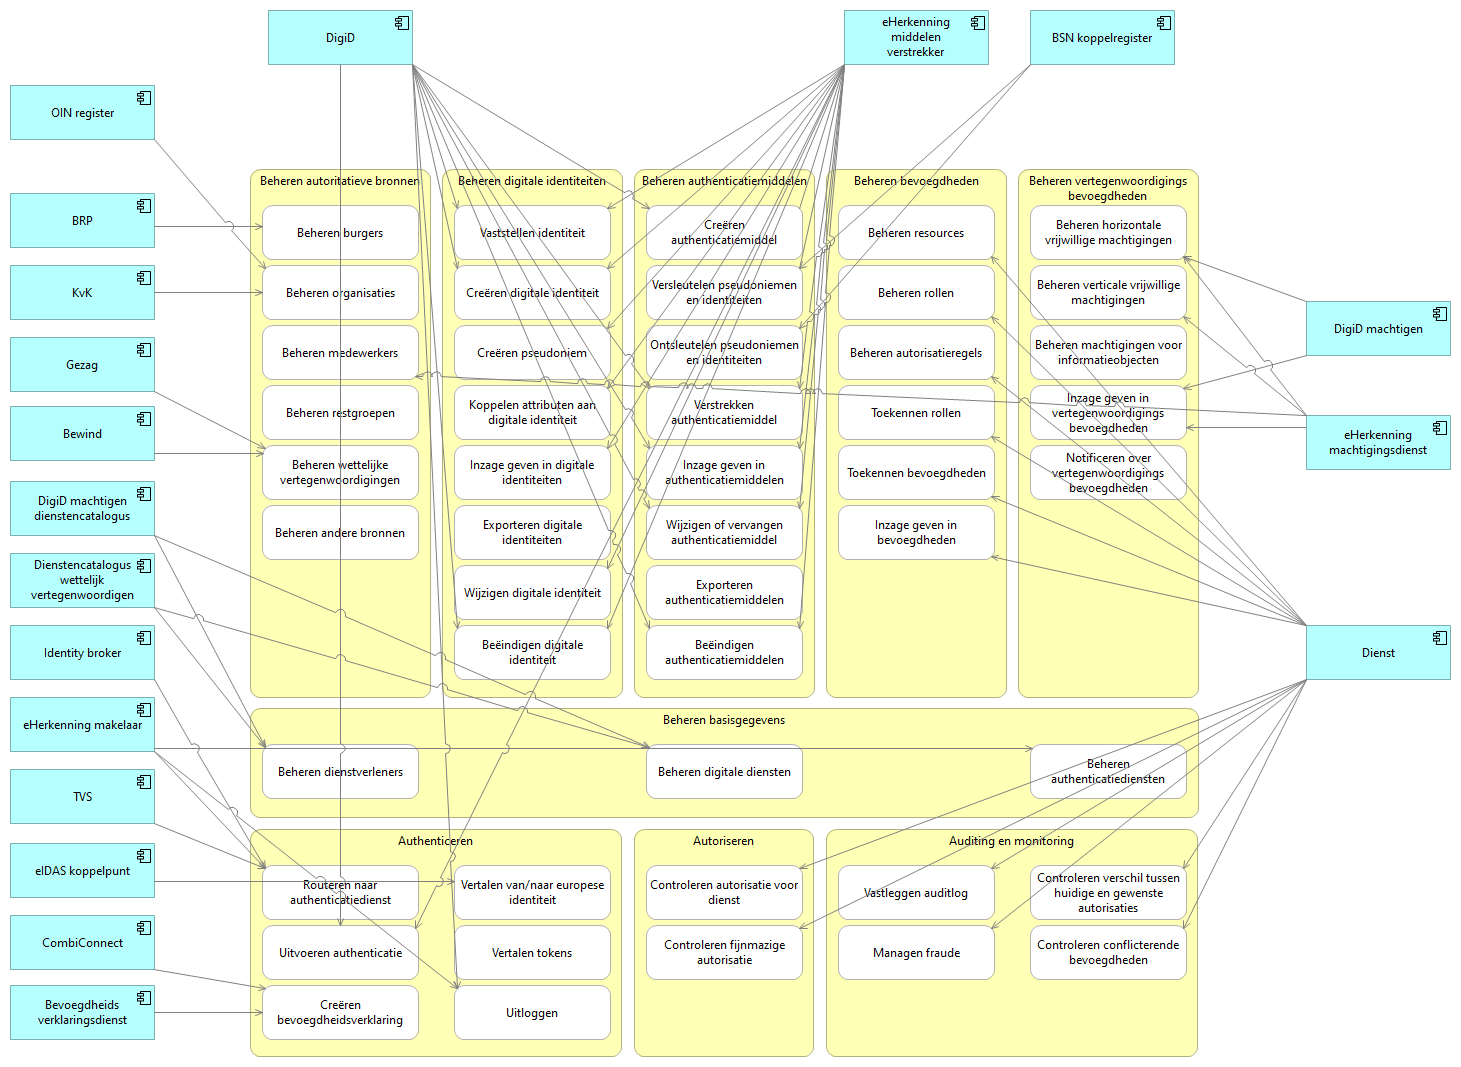 DigiD
eHerkenning
middelen
verstrekker
BSN koppelregister
OIN register
BRP
KvK
Gezag
Bewind
DigiD machtigen
dienstencatalogus
Dienstencatalogus
wettelijk
vertegenwoordigen
Identity broker
eHerkenning makelaar
TVS
eIDAS koppelpunt
CombiConnect
Bevoegdheids
verklaringsdienst
Beheren autoritatieve bronnen
Beheren burgers
Beheren organisaties
Beheren medewerkers
Beheren restgroepen
Beheren wettelijke
vertegenwoordigingen
Beheren andere bronnen
Beheren digitale identiteiten
Vaststellen identiteit
Creëren digitale identiteit
Creëren pseudoniem
Koppelen attributen aan
digitale identiteit
Inzage geven in digitale
identiteiten
Exporteren digitale
identiteiten
Wijzigen digitale identiteit
Beëindigen digitale
identiteit
Beheren authenticatiemiddelen
Creëren
authenticatiemiddel
Versleutelen pseudoniemen
en identiteiten
Ontsleutelen pseudoniemen
en identiteiten
Verstrekken
authenticatiemiddel
Inzage geven in
authenticatiemiddelen
Wijzigen of vervangen
authenticatiemiddel
Exporteren
authenticatiemiddelen
Beëindigen
authenticatiemiddelen
Beheren bevoegdheden
Beheren resources
Beheren rollen
Beheren autorisatieregels
Toekennen rollen
Toekennen bevoegdheden
Inzage geven in
bevoegdheden
Beheren vertegenwoordigings
bevoegdheden
Beheren horizontale
vrijwillige machtigingen
Beheren verticale vrijwillige
machtigingen
Beheren machtigingen voor
informatieobjecten
Inzage geven in
vertegenwoordigings
bevoegdheden
Notificeren over
vertegenwoordigings
bevoegdheden
DigiD machtigen
eHerkenning
machtigingsdienst
Dienst
Beheren basisgegevens
Beheren dienstverleners
Beheren digitale diensten
Beheren
authenticatiediensten
Authenticeren
Routeren naar
authenticatiedienst
Vertalen van/naar europese
identiteit
Uitvoeren authenticatie
Vertalen tokens
Creëren
bevoegdheidsverklaring
Uitloggen
Autoriseren
Controleren autorisatie voor
dienst
Controleren fijnmazige
autorisatie
Auditing en monitoring
Vastleggen auditlog
Controleren verschil tussen
huidige en gewenste
autorisaties
Managen fraude
Controleren conflicterende
bevoegdheden